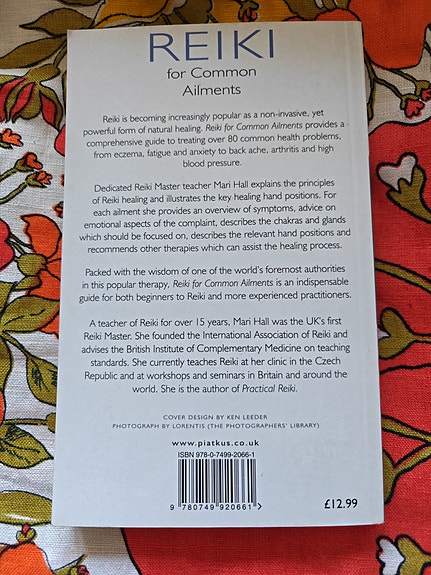 REIKI
for Common
Ailments
Reiki is becoming increasingly popular as a non-invasive, yet
powerful form of natural healing. Reiki for Common Ailments provides a
comprehensive guide to treating over 80 common health problems,
from eczema, fatigue and anxiety to back ache, arthritis and high
blood pressure.
Dedicated Reiki Master teacher Mari Hall explains the principles
of Reiki healing and illustrates the key healing hand positions. For
each ailment she provides an overview of symptoms, advice on
emotional aspects of the complaint, describes the chakras and glands
which should be focused on, describes the relevant hand positions and
recommends other therapies which can assist the healing process.
Packed with the wisdom of one of the world's foremost authorities
in this popular therapy, Reiki for Common Ailments is an indispensable
guide for both beginners to Reiki and more experienced practitioners.
A teacher of Reiki for over 15 years, Mari Hall was the UK's first
Reiki Master. She founded the International Association of Reiki and
advises the British Institute of Complementary Medicine on teaching
standards. She currently teaches Reiki at her clinic in the Czech
Republic and at workshops and seminars in Britain and around the
world. She is the author of Practical Reiki.
COVER DESIGN BY KEN LEEDER
PHOTOGRAPH BY LORENTIS (THE PHOTOGRAPHERS' LIBRARY)
www.piatkus.co.uk
ISBN 978-0-7499-2066-1
9 780749 920661 >
£12.99